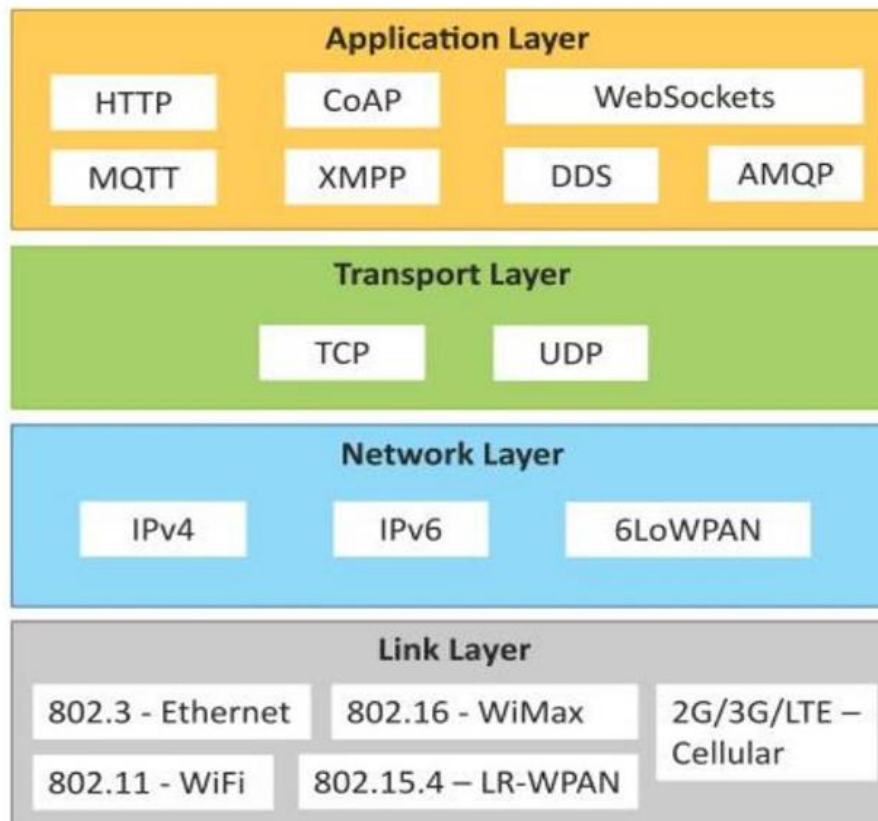 Application Layer
HTTP
CoAP
WebSockets
MQTT
XMPP
DDS
AMQP
Transport Layer
TCP
UDP
Network Layer
IPv4
IPv6
6LoWPAN
Link Layer
802.3 - Ethernet
802.16 - WiMax
2G/3G/LTE –
Cellular
802.11 - WiFi
802.15.4 – LR-WPAN